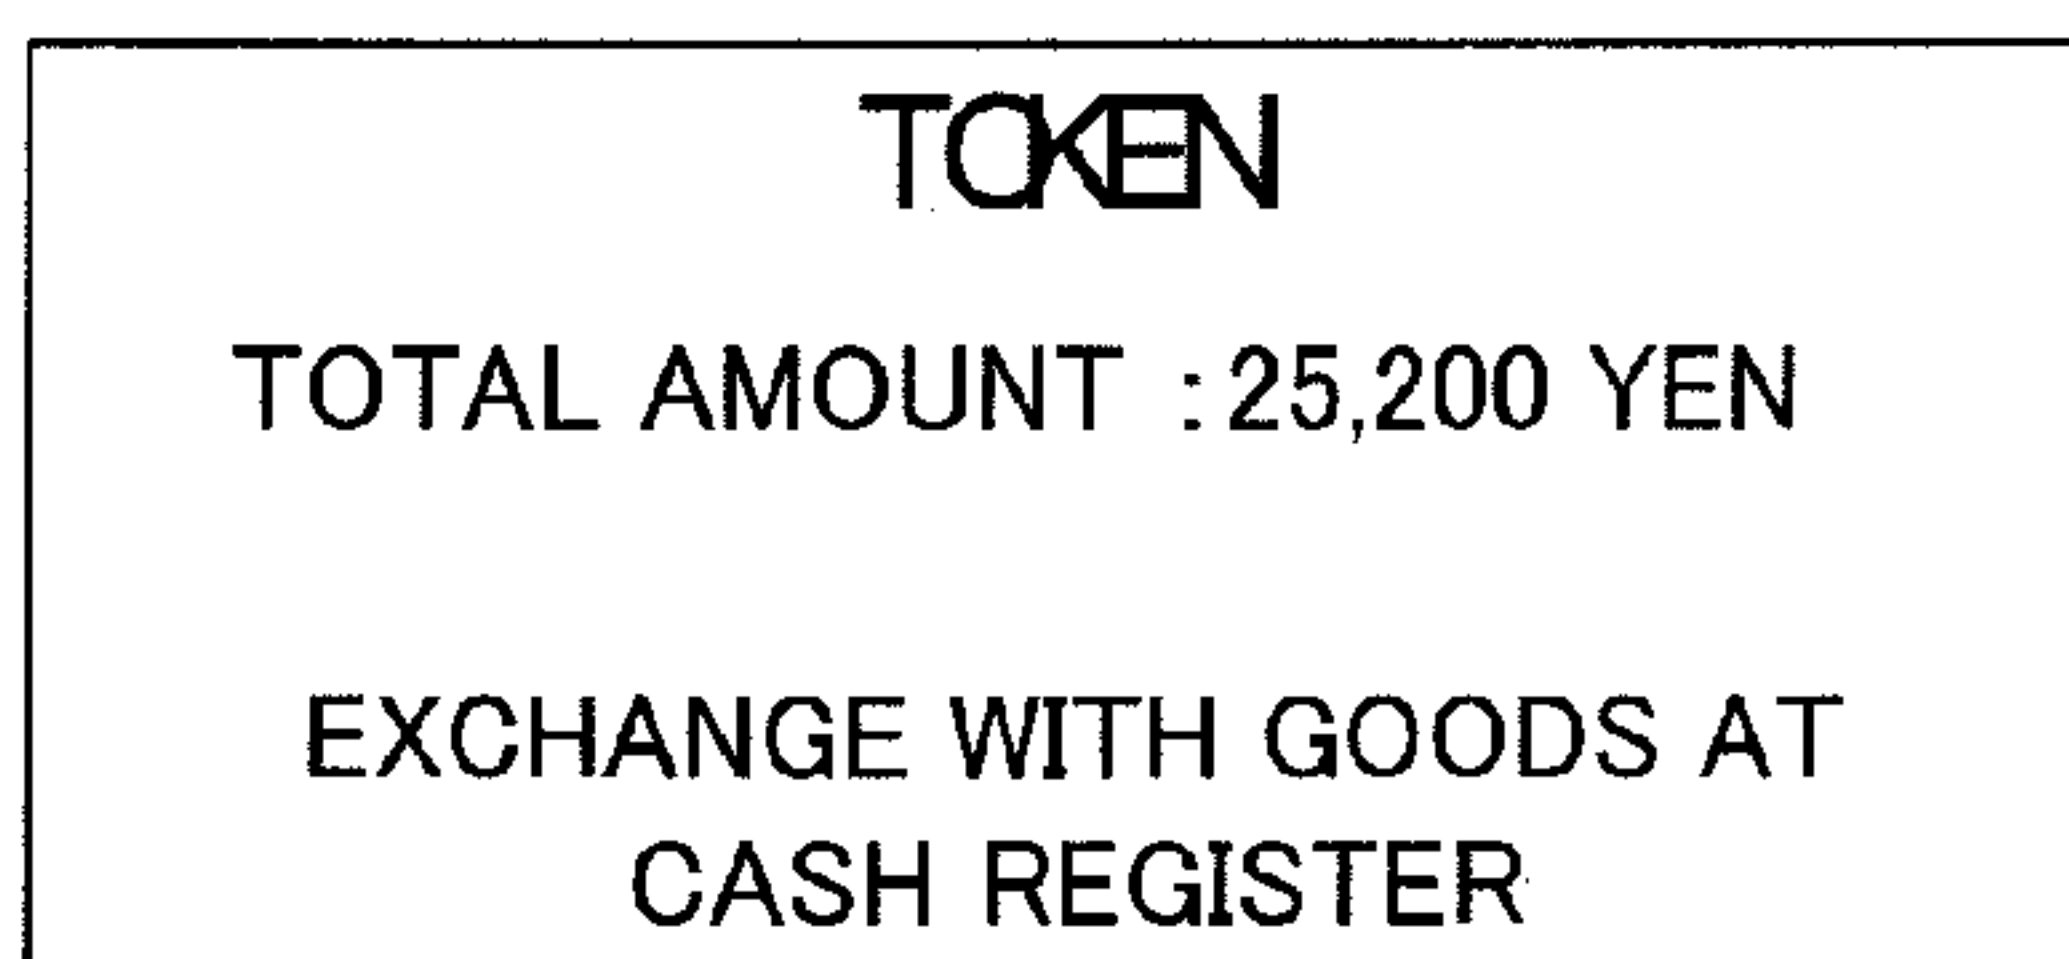 TOKEN
TOTAL AMOUNT :25,200 YEN
EXCHANGE WITH GOODS AT
CASH REGISTER